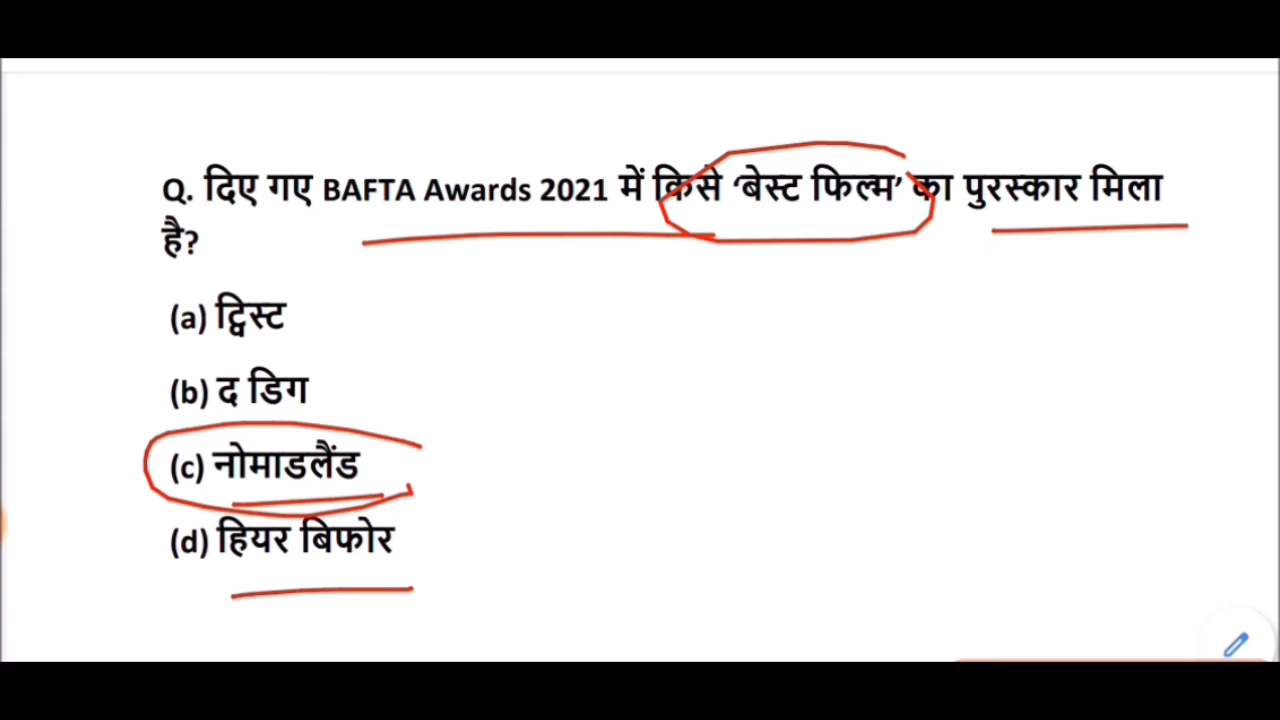 Q. दिए गए BAFTA Awards 2021 में किसे ‘बेस्ट फिल्म’ का पुरस्कार मिला
है?
(a) ट्विस्ट
(b) द डिग
(c) नोमाडलैंड
(d) हियर बिफोर